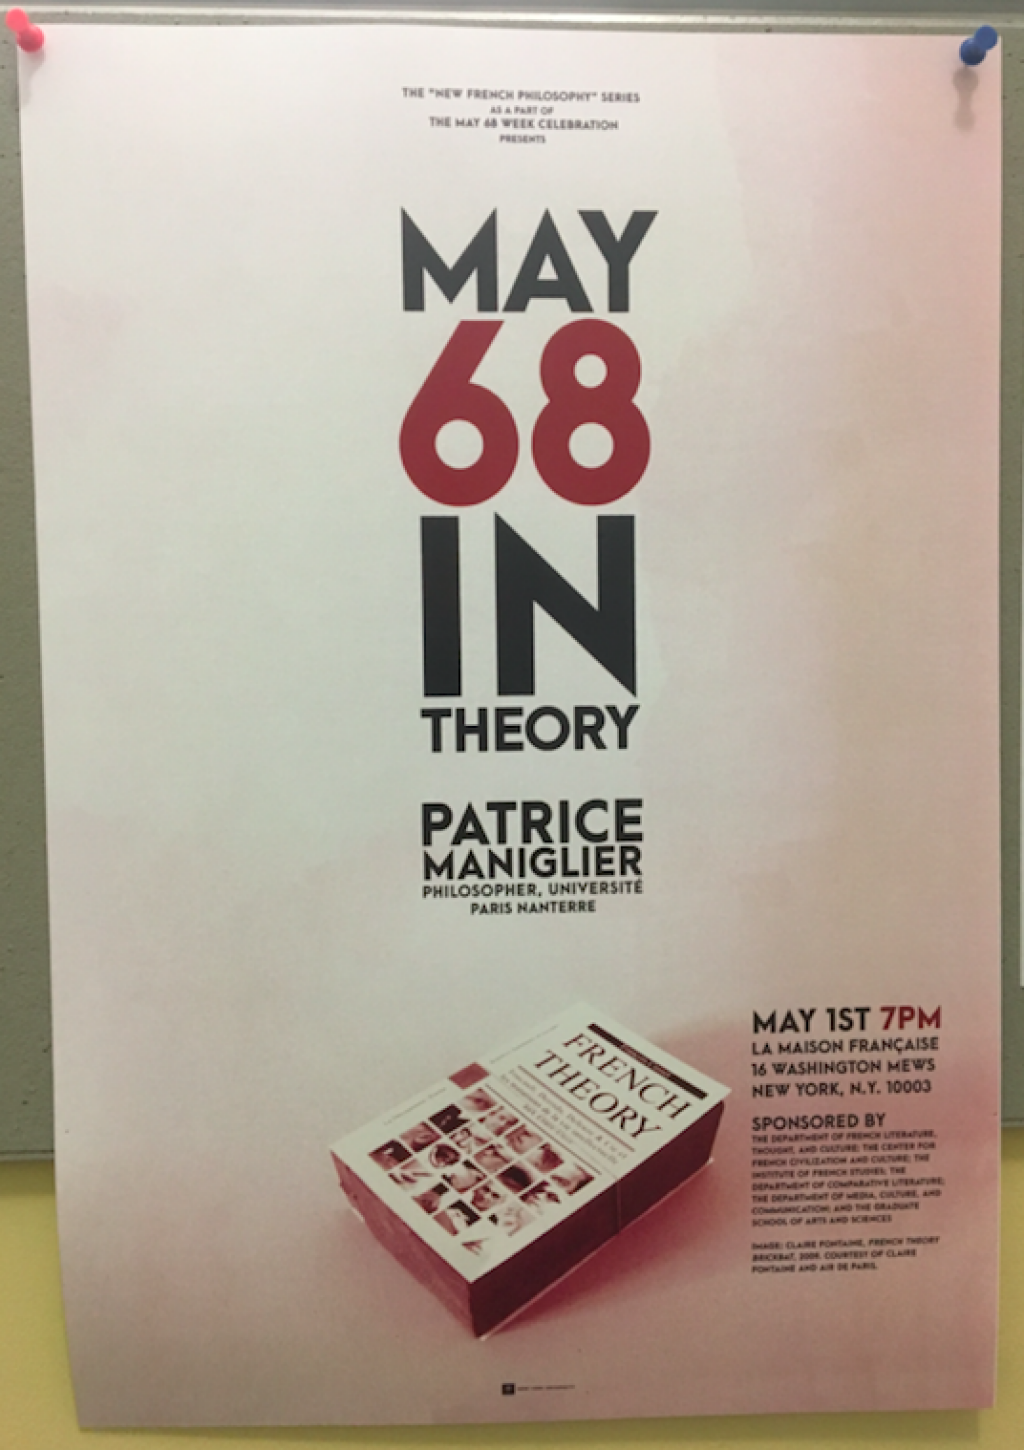 THE "NEW FRENCH PHILOSOPHY" SERIES
AS A PART OF
THE MAY 68 WEEK CELEBRATION
PRESENTS
MAY
68
IN
THEORY
PATRICE
MANIGLIER
PHILOSOPHER, UNIVERSITÉ
PARIS NANTERRE
FRENCH
THEORY
MAY 1ST 7PM
LA MAISON FRANÇAISE
16 WASHINGTON MEWS
NEW YORK, N.Y. 10003
SPONSORED BY
THE DEPARTMENT OF FRENCH LITERATURE,
THOUGHT, AND CULTURE; THE CENTER FOR
FRENCH CIVILIZATION AND CULTURE; THE
INSTITUTE OF FRENCH STUDIES; THE
DEPARTMENT OF COMPARATIVE LITERATURE;
THE DEPARTMENT OF MEDIA, CULTURE, AND
COMMUNICATION; AND THE GRADUATE
SCHOOL OF ARTS AND SCIENCES
IMAGE: CLAIRE FONTAINE, FRENCH THEORY
BRICKBAT, 2009. COURTESY OF CLAIRE
FONTAINE AND AIR DE PARIS.
NEW YORK UNIVERSITY